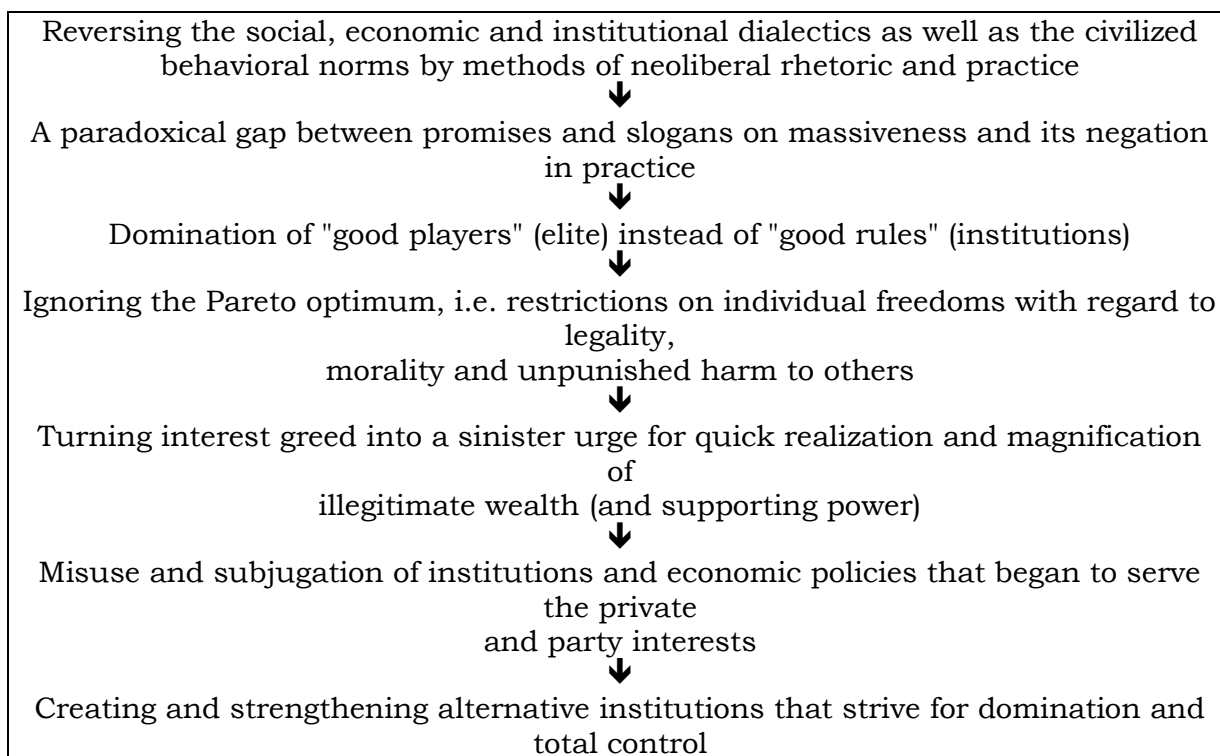 Reversing the social, economic and institutional dialectics as well as the civilized
behavioral norms by methods of neoliberal rhetoric and practice
🡻
A paradoxical gap between promises and slogans on massiveness and its negation
in practice
🡻
Domination of "good players" (elite) instead of "good rules" (institutions)
🡻
Ignoring the Pareto optimum, i.e. restrictions on individual freedoms with regard to
legality,
morality and unpunished harm to others
🡻
Turning interest greed into a sinister urge for quick realization and magnification
of
illegitimate wealth (and supporting power)
🡻
Misuse and subjugation of institutions and economic policies that began to serve
the private
and party interests
🡻
Creating and strengthening alternative institutions that strive for domination and
total control